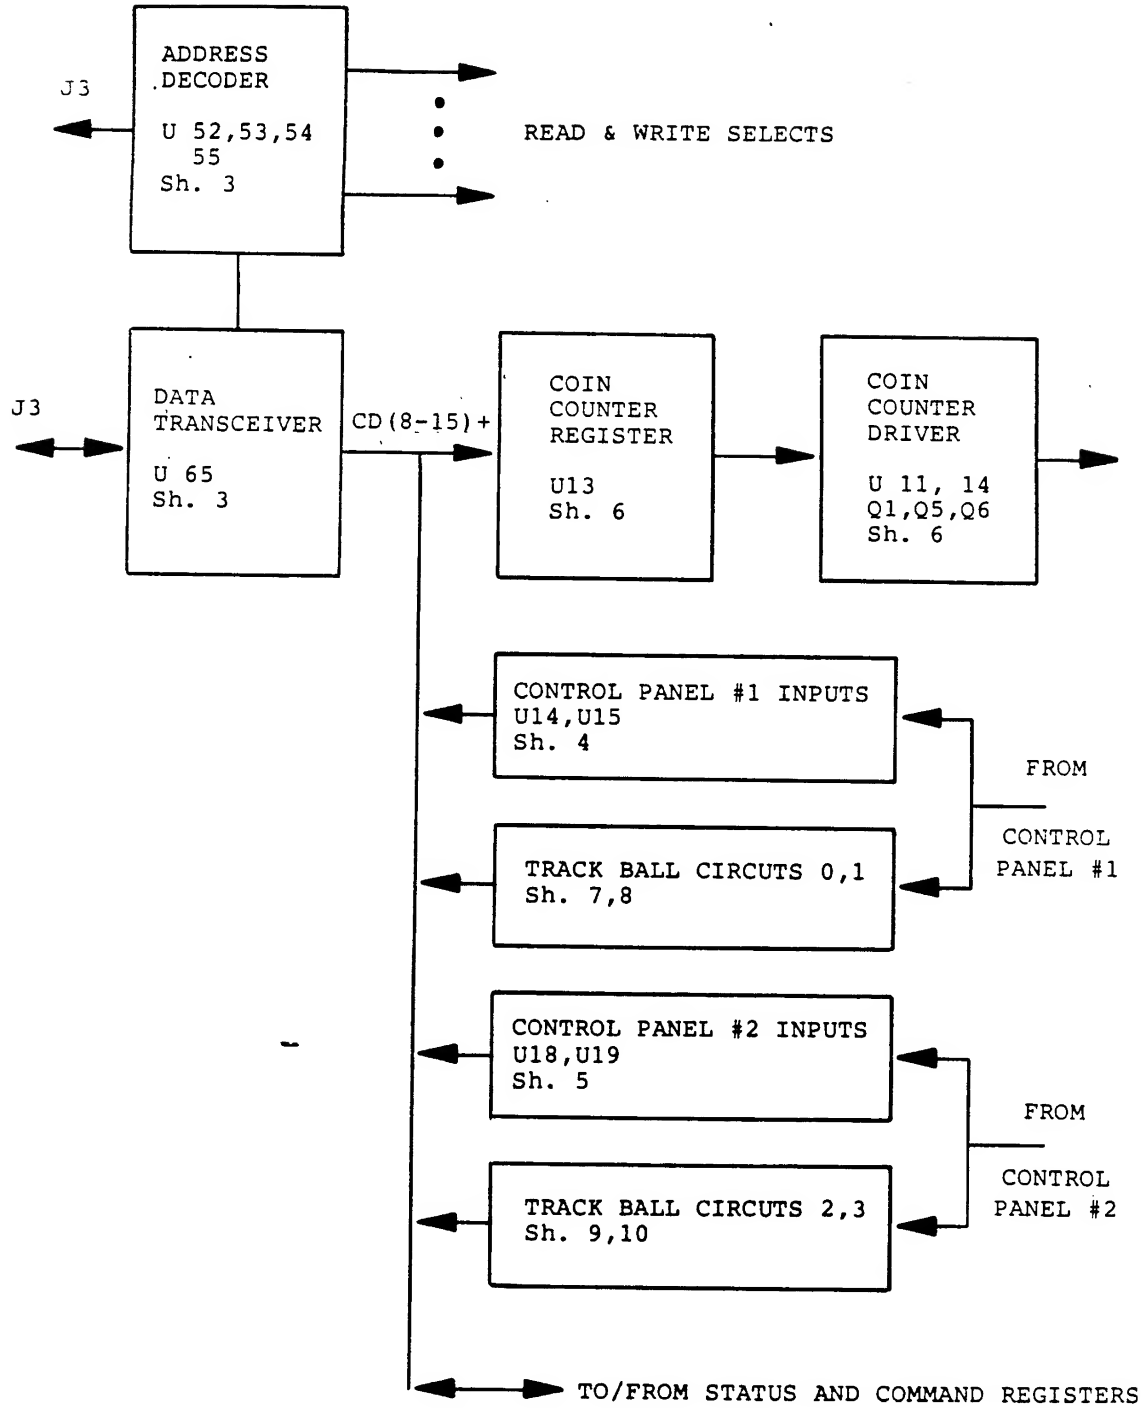 ADDRESS
DECODER
U 52,53,54
55
Sh. 3
J3
READ & WRITE SELECTS
J3
DATA
TRANSCEIVER
U 65
Sh. 3
CD(8-15)+
COIN
COUNTER
REGISTER
U13
Sh. 6
COIN
COUNTER
DRIVER
U 11, 14
Q1,Q5,Q6
Sh. 6
CONTROL PANEL #1 INPUTS
U14,U15
Sh. 4
TRACK BALL CIRCUTS 0,1
Sh. 7,8
FROM
CONTROL
PANEL #1
CONTROL PANEL #2 INPUTS
U18,U19
Sh. 5
TRACK BALL CIRCUTS 2,3
Sh. 9,10
FROM
CONTROL
PANEL #2
TO/FROM STATUS AND COMMAND REGISTERS